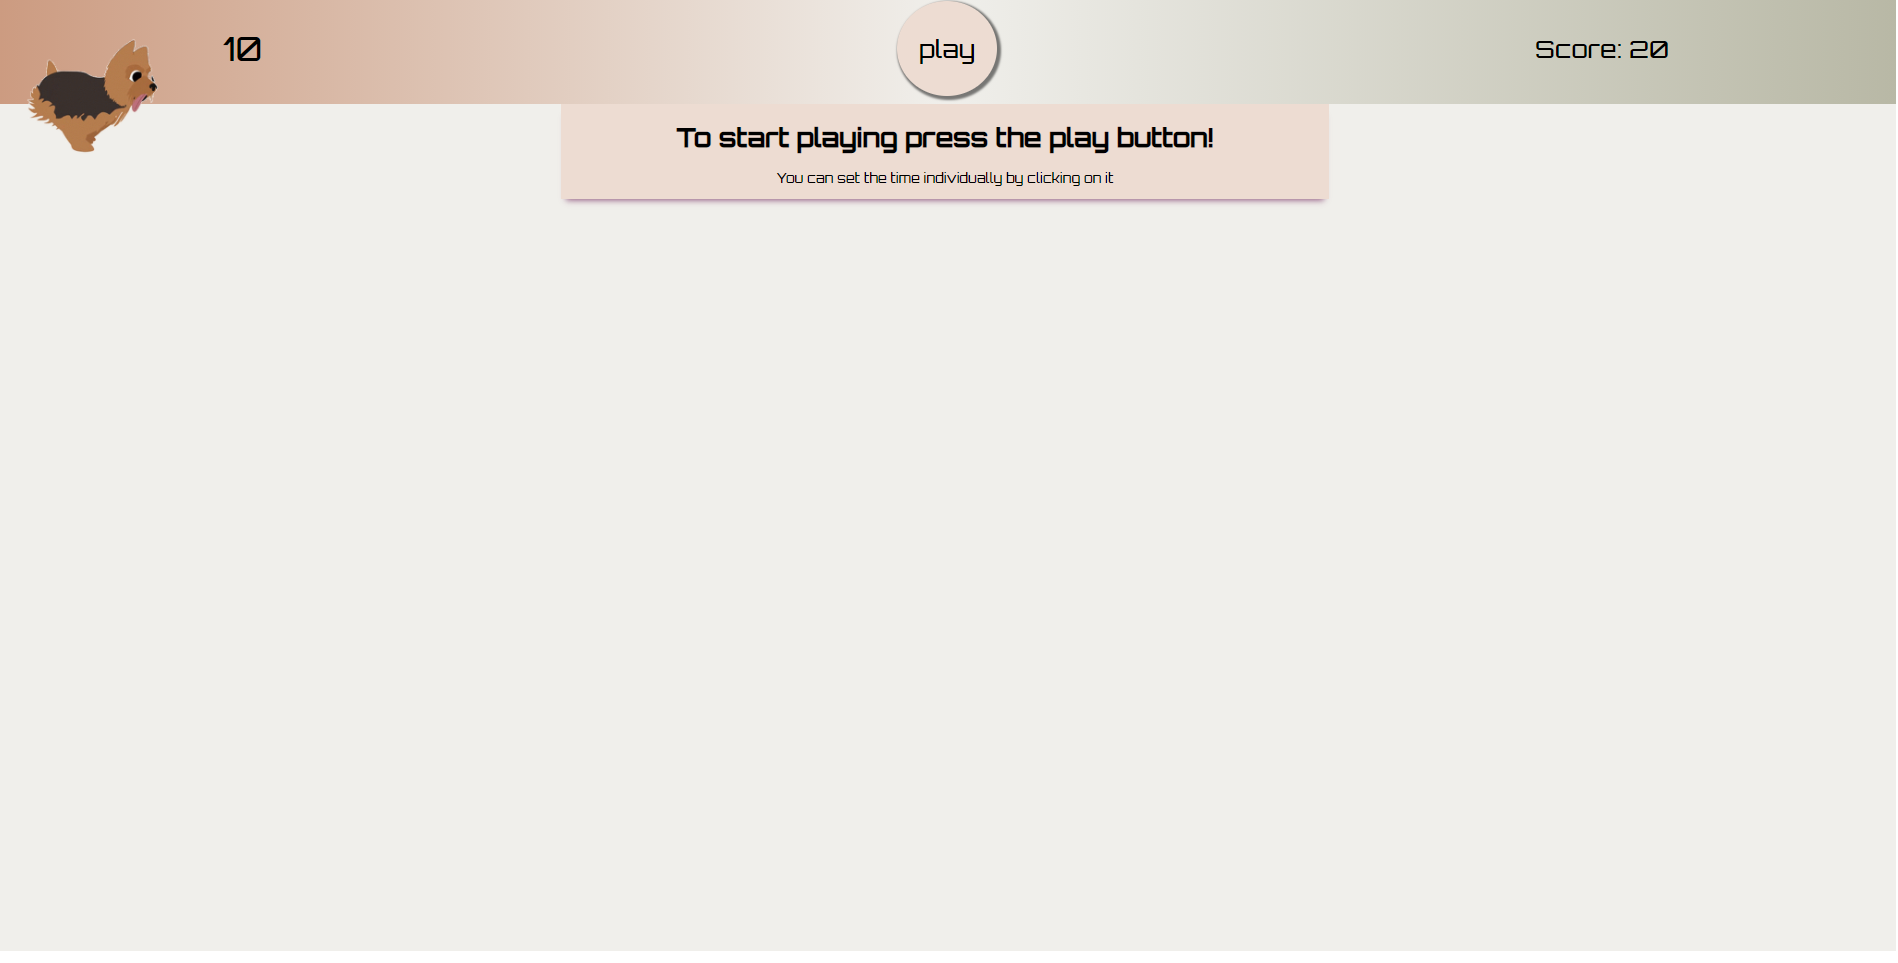 10
play
Score: 20
To start playing press the play button!
You can set the time individually by clicking on it